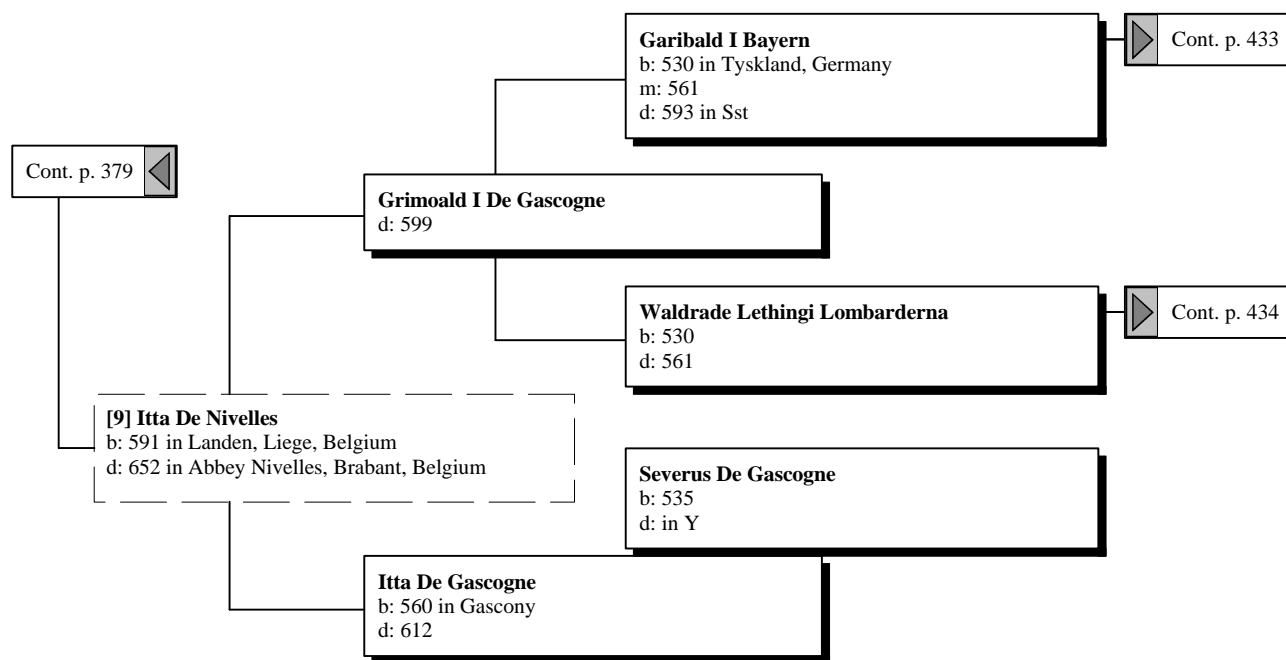 Garibald I Bayern
b: 530 in Tyskland, Germany
m: 561
d: 593 in Sst
Cont. p. 433
Cont. p. 379
Grimoald I De Gascogne
d: 599
Waldrade Lethingi Lombarderna
b: 530
d: 561
Cont. p. 434
[9] Itta De Nivelles
b: 591 in Landen, Liege, Belgium
d: 652 in Abbey Nivelles, Brabant, Belgium
Severus De Gascogne
b: 535
d: in Y
Itta De Gascogne
b: 560 in Gascony
d: 612